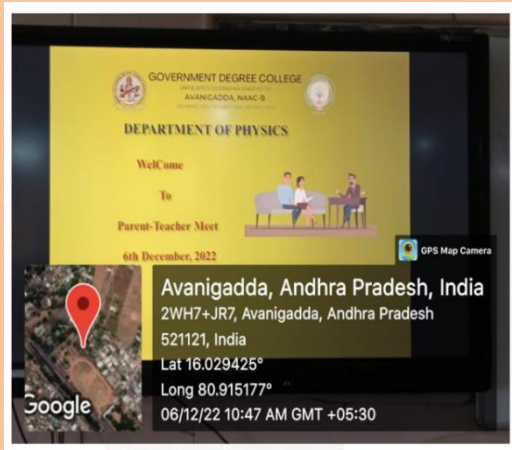 GOVERNMENT DEGREE COLLEGE
AVANIGADDA, NAAC-B
DEPARTMENT OF PHYSICS
WelCome
To
Parent-Teacher Meet
6th December, 2022
GPS Map Camera
Avanigadda, Andhra Pradesh, India
2WH7+JR7, Avanigadda, Andhra Pradesh
521121, India
Lat 16.029425°
Long 80.915177°
06/12/22 10:47 AM GMT +05:30
Google